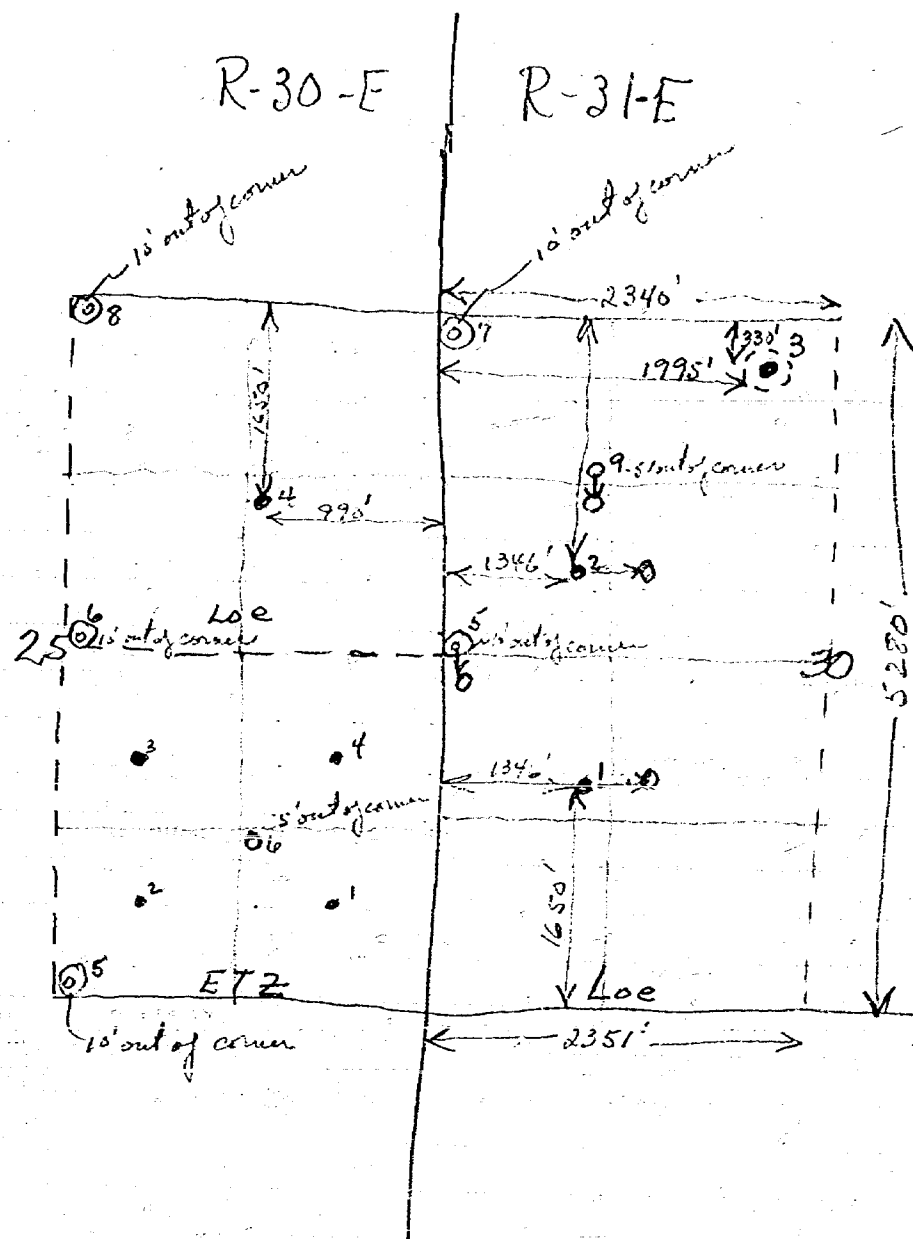 R-30-E
R-31-E
10' out of corner
10' out of corner
8
7
2340'
330'
3
1995'
1650'
4
990'
9
5' out of corner
1346'
2
5280'
6
Loe
10' out of corner
25
5
10' out of corner
30
3
4
1346'
1
5' out of corner
6
2
1
1650'
5
ETZ
Loe
10' out of corner
2351'